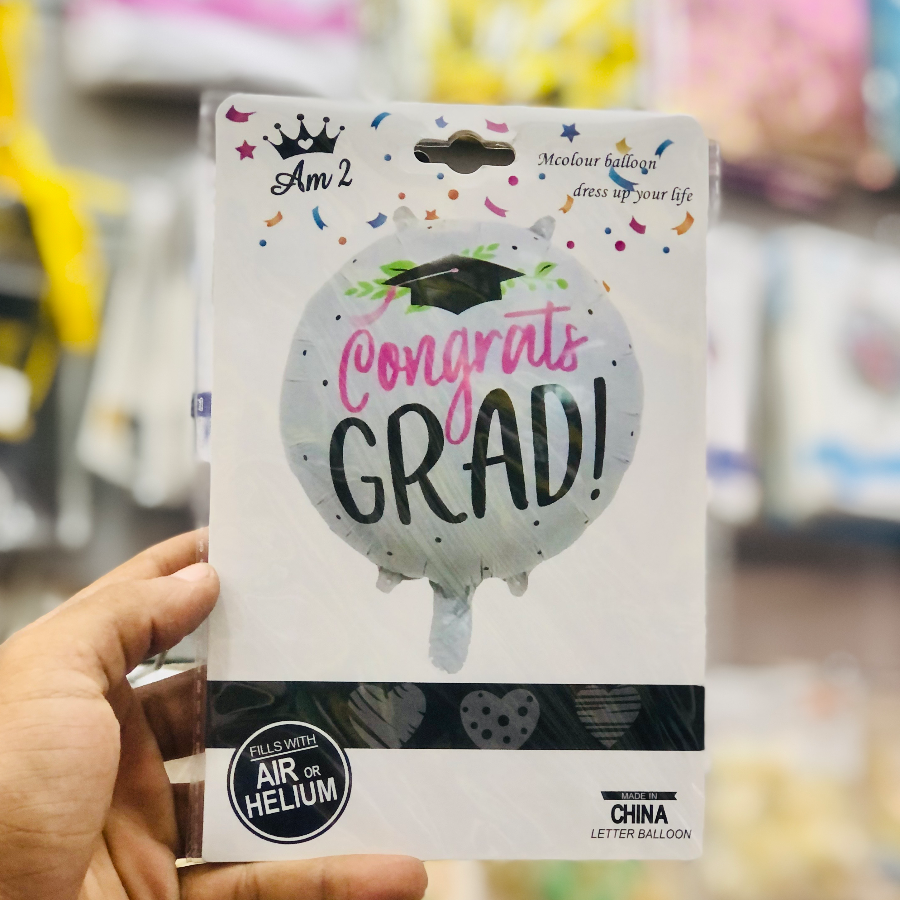 Am 2
Mcolour balloon
dress up your life
Congrats
GRAD!
FILLS WITH
AIR OR
HELIUM
MADE IN
CHINA
LETTER BALLOON